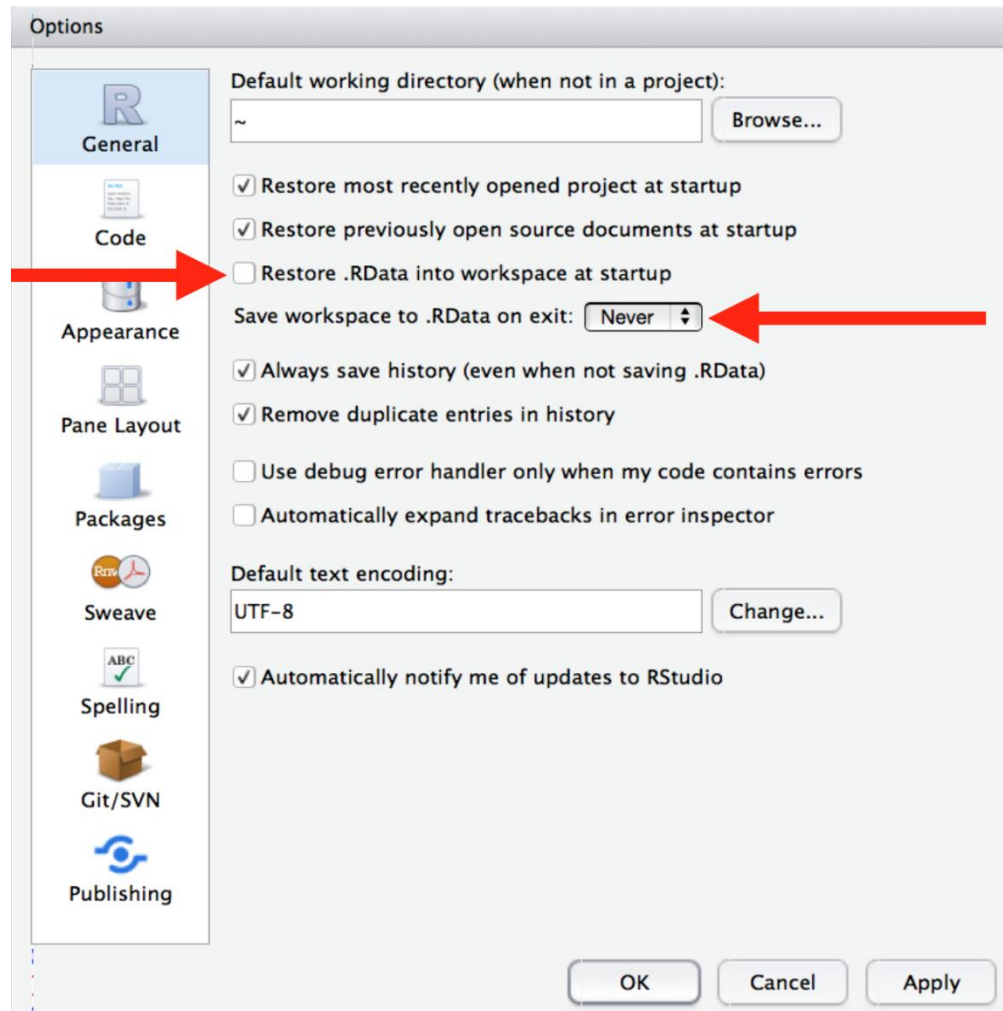 Options
General
Code
Appearance
Pane Layout
Packages
Rnw
Sweave
ABC
Spelling
Git/SVN
Publishing
Default working directory (when not in a project):
~
Browse...
Restore most recently opened project at startup
Restore previously open source documents at startup
Restore .RData into workspace at startup
Save workspace to .RData on exit: Never
Always save history (even when not saving .RData)
Remove duplicate entries in history
Use debug error handler only when my code contains errors
Automatically expand tracebacks in error inspector
Default text encoding:
UTF-8
Change...
Automatically notify me of updates to RStudio
OK Cancel Apply